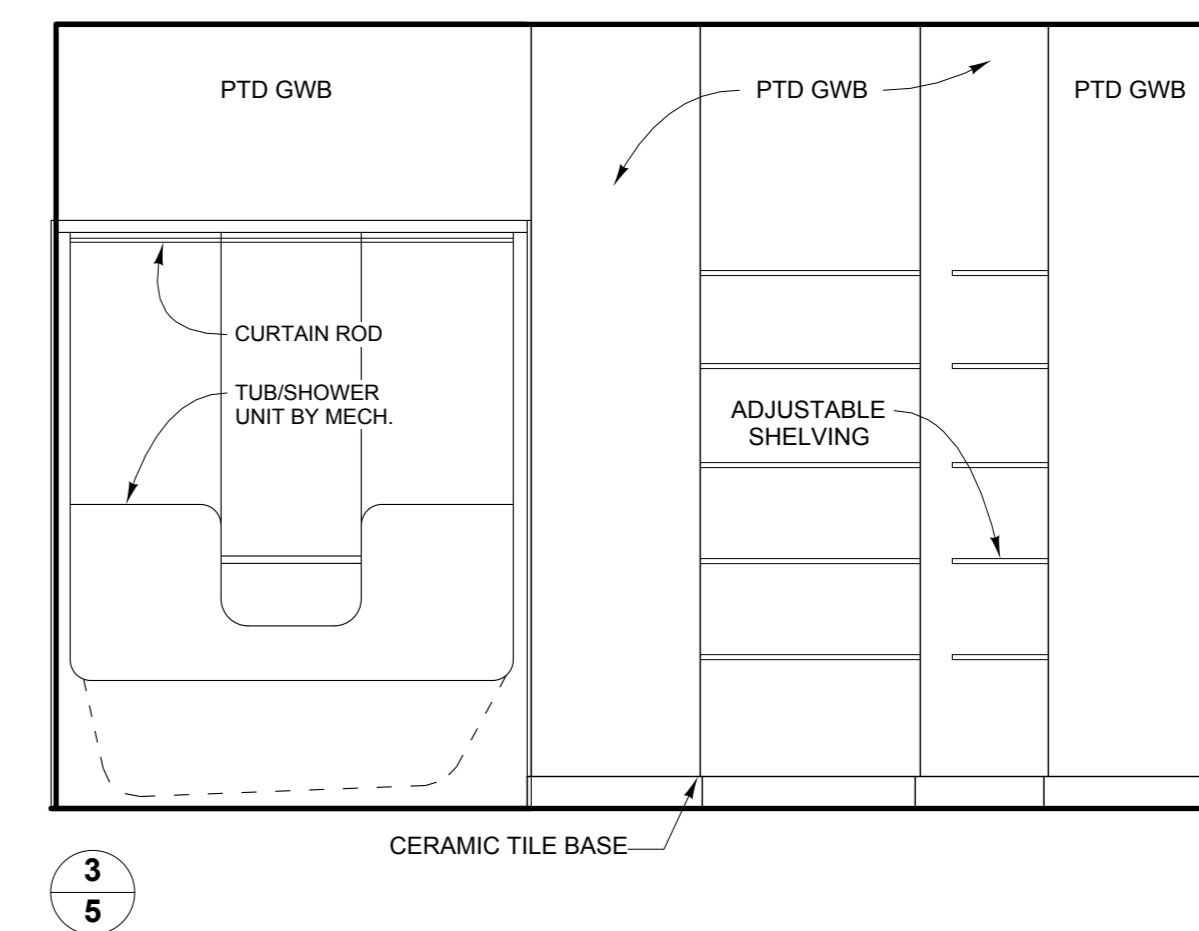 PTD GWB
PTD GWB
PTD GWB
CURTAIN ROD
TUB/SHOWER
UNIT BY MECH.
ADJUSTABLE
SHELVING
CERAMIC TILE BASE
3
5